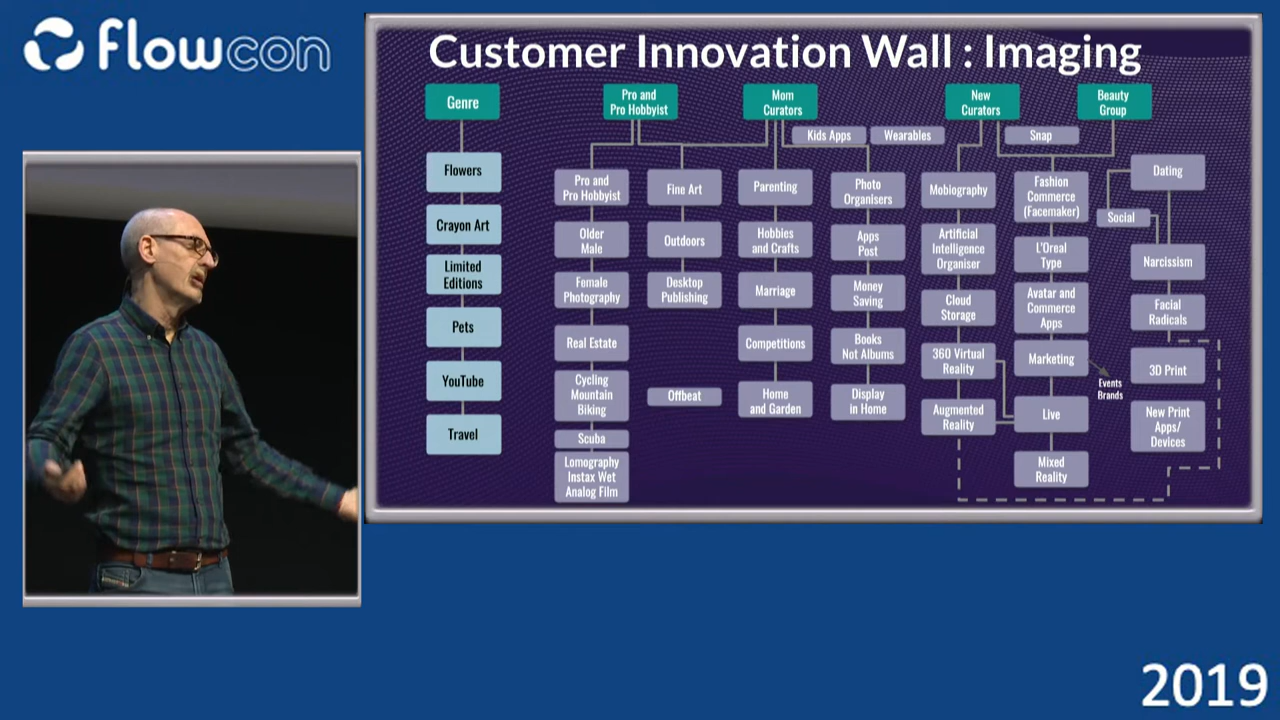 flowcon
Customer Innovation Wall : Imaging
Genre
Flowers
Crayon Art
Limited
Editions
Pets
YouTube
Travel
Pro and
Pro Hobbyist
Pro and
Pro Hobbyist
Older
Male
Female
Photography
Real Estate
Cycling
Mountain
Biking
Scuba
Lomography
Instax Wet
Analog Film
Fine Art
Outdoors
Desktop
Publishing
Offbeat
Mom
Curators
Kids Apps
Wearables
Parenting
Hobbies
and Crafts
Marriage
Competitions
Home
and Garden
Photo
Organisers
Apps
Post
Money
Saving
Books
Not Albums
Display
in Home
New
Curators
Snap
Mobiography
Artificial
Intelligence
Organiser
Cloud
Storage
360 Virtual
Reality
Augmented
Reality
Fashion
Commerce
(Facemaker)
L'Oreal
Type
Avatar and
Commerce
Apps
Marketing
Events
Brands
Live
Mixed
Reality
Beauty
Group
Dating
Social
Narcissism
Facial
Radicals
3D Print
New Print
Apps/
Devices
2019